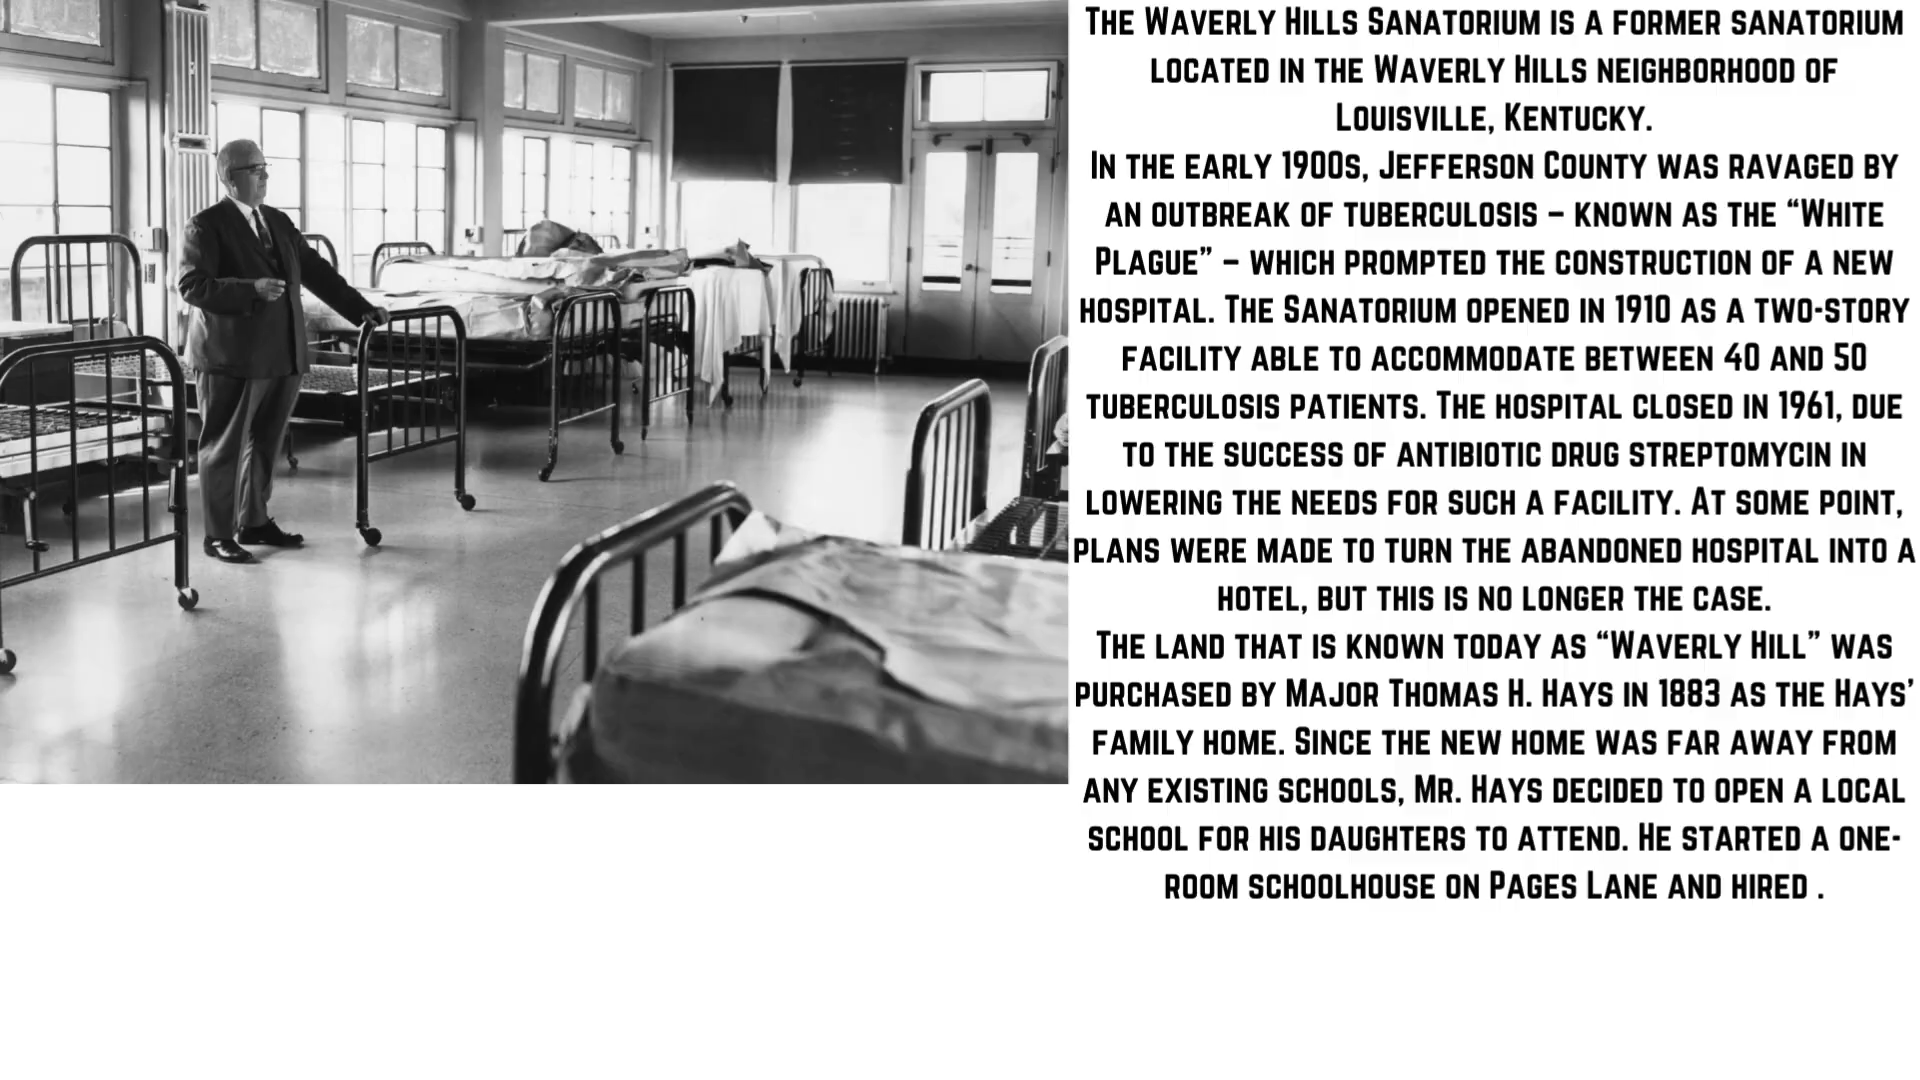 The Waverly Hills Sanatorium is a former sanatorium
located in the Waverly Hills neighborhood of
Louisville, Kentucky.
In the early 1900s, Jefferson County was ravaged by
an outbreak of tuberculosis – known as the “White
Plague” – which prompted the construction of a new
hospital. The Sanatorium opened in 1910 as a two-story
facility able to accommodate between 40 and 50
tuberculosis patients. The hospital closed in 1961, due
to the success of antibiotic drug streptomycin in
lowering the needs for such a facility. At some point,
plans were made to turn the abandoned hospital into a
hotel, but this is no longer the case.
The land that is known today as “Waverly Hill” was
purchased by Major Thomas H. Hays in 1883 as the Hays’
family home. Since the new home was far away from
any existing schools, Mr. Hays decided to open a local
school for his daughters to attend. He started a one-
room schoolhouse on Pages Lane and hired .